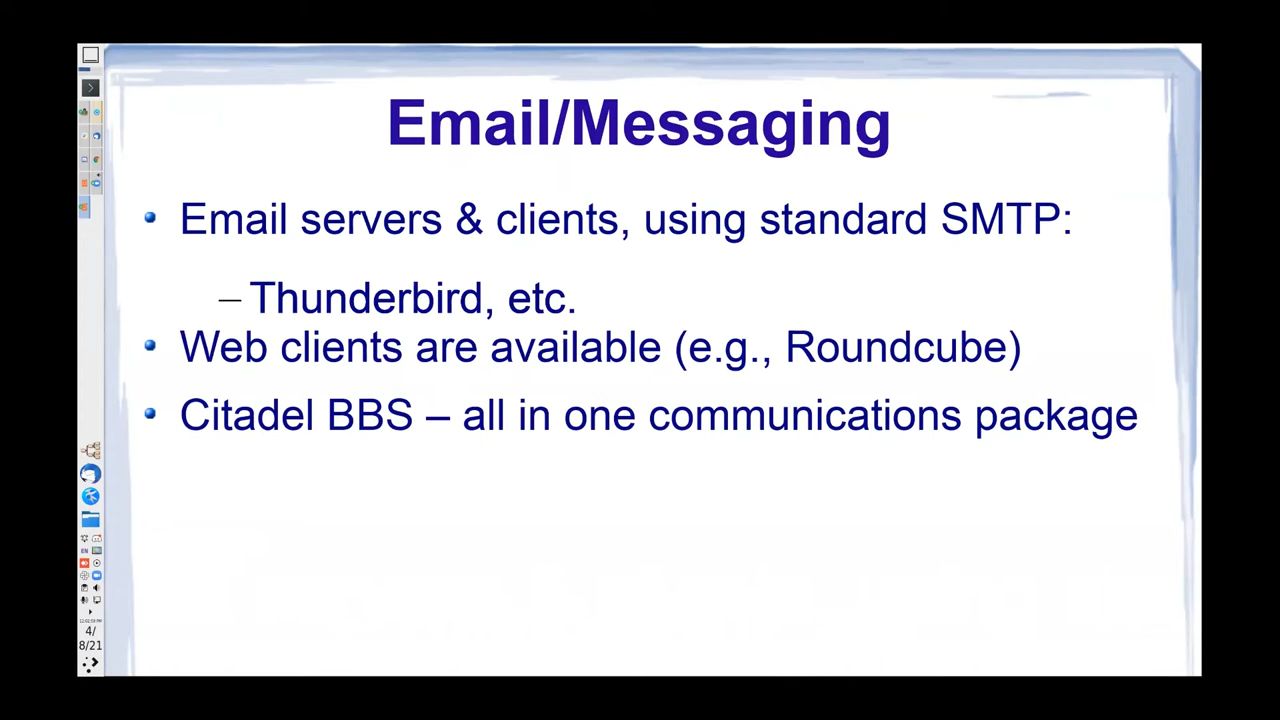 Email/Messaging
Email servers & clients, using standard SMTP:
– Thunderbird, etc.
Web clients are available (e.g., Roundcube)
Citadel BBS – all in one communications package
EN
4/
8/21